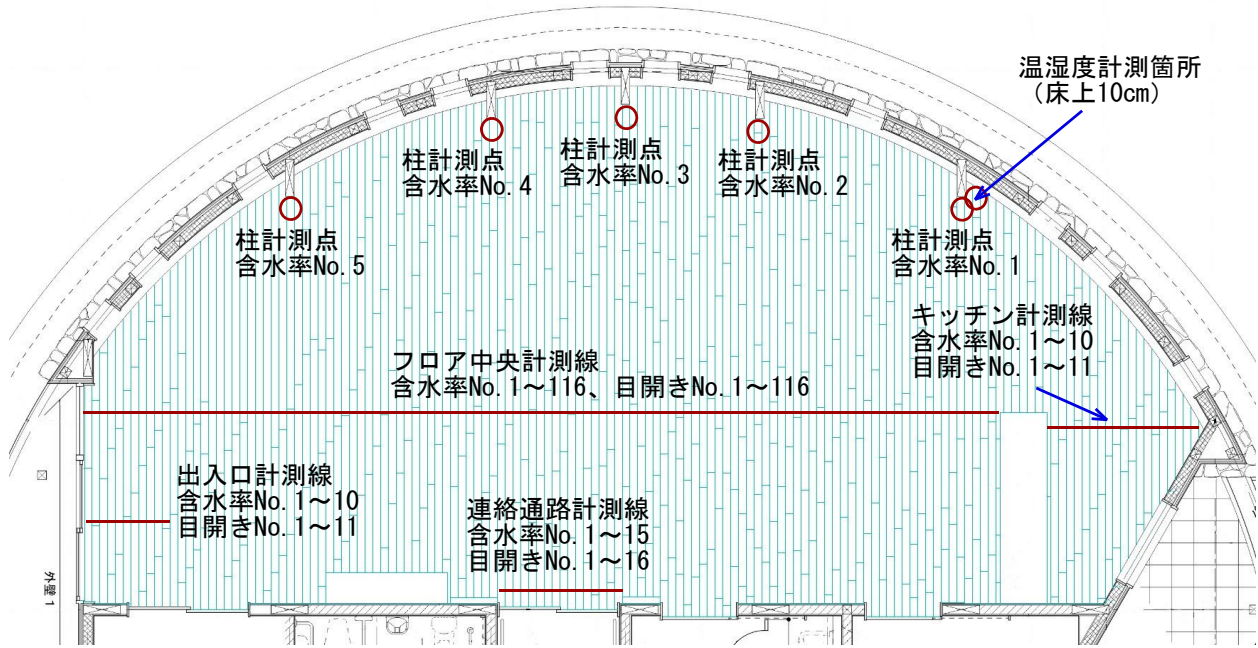 温湿度計測箇所
（床上10cm）
柱計測点
含水率No.4
柱計測点
含水率No.3
柱計測点
含水率No.2
柱計測点
含水率No.5
柱計測点
含水率No.1
キッチン計測線
含水率No.1～10
目開きNo.1～11
フロア中央計測線
含水率No.1～116、目開きNo.1～116
出入口計測線
含水率No.1～10
目開きNo.1～11
連絡通路計測線
含水率No.1～15
目開きNo.1～16
外壁1